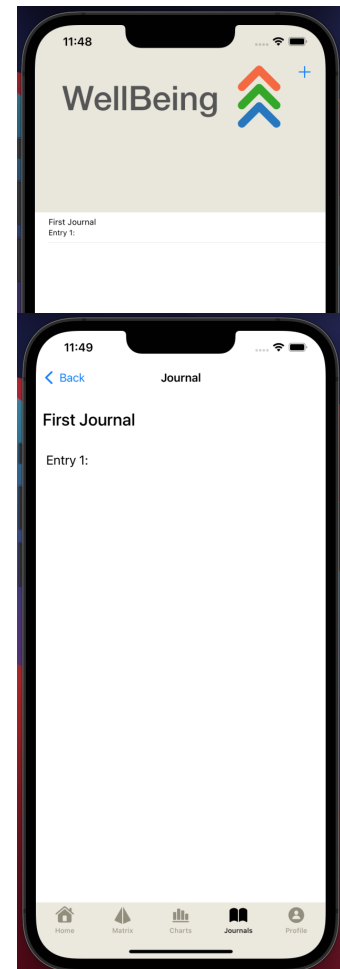 11:48
WellBeing
+
First Journal
Entry 1:
11:49
Back
Journal
First Journal
Entry 1:
Home Matrix Charts Journals Profile